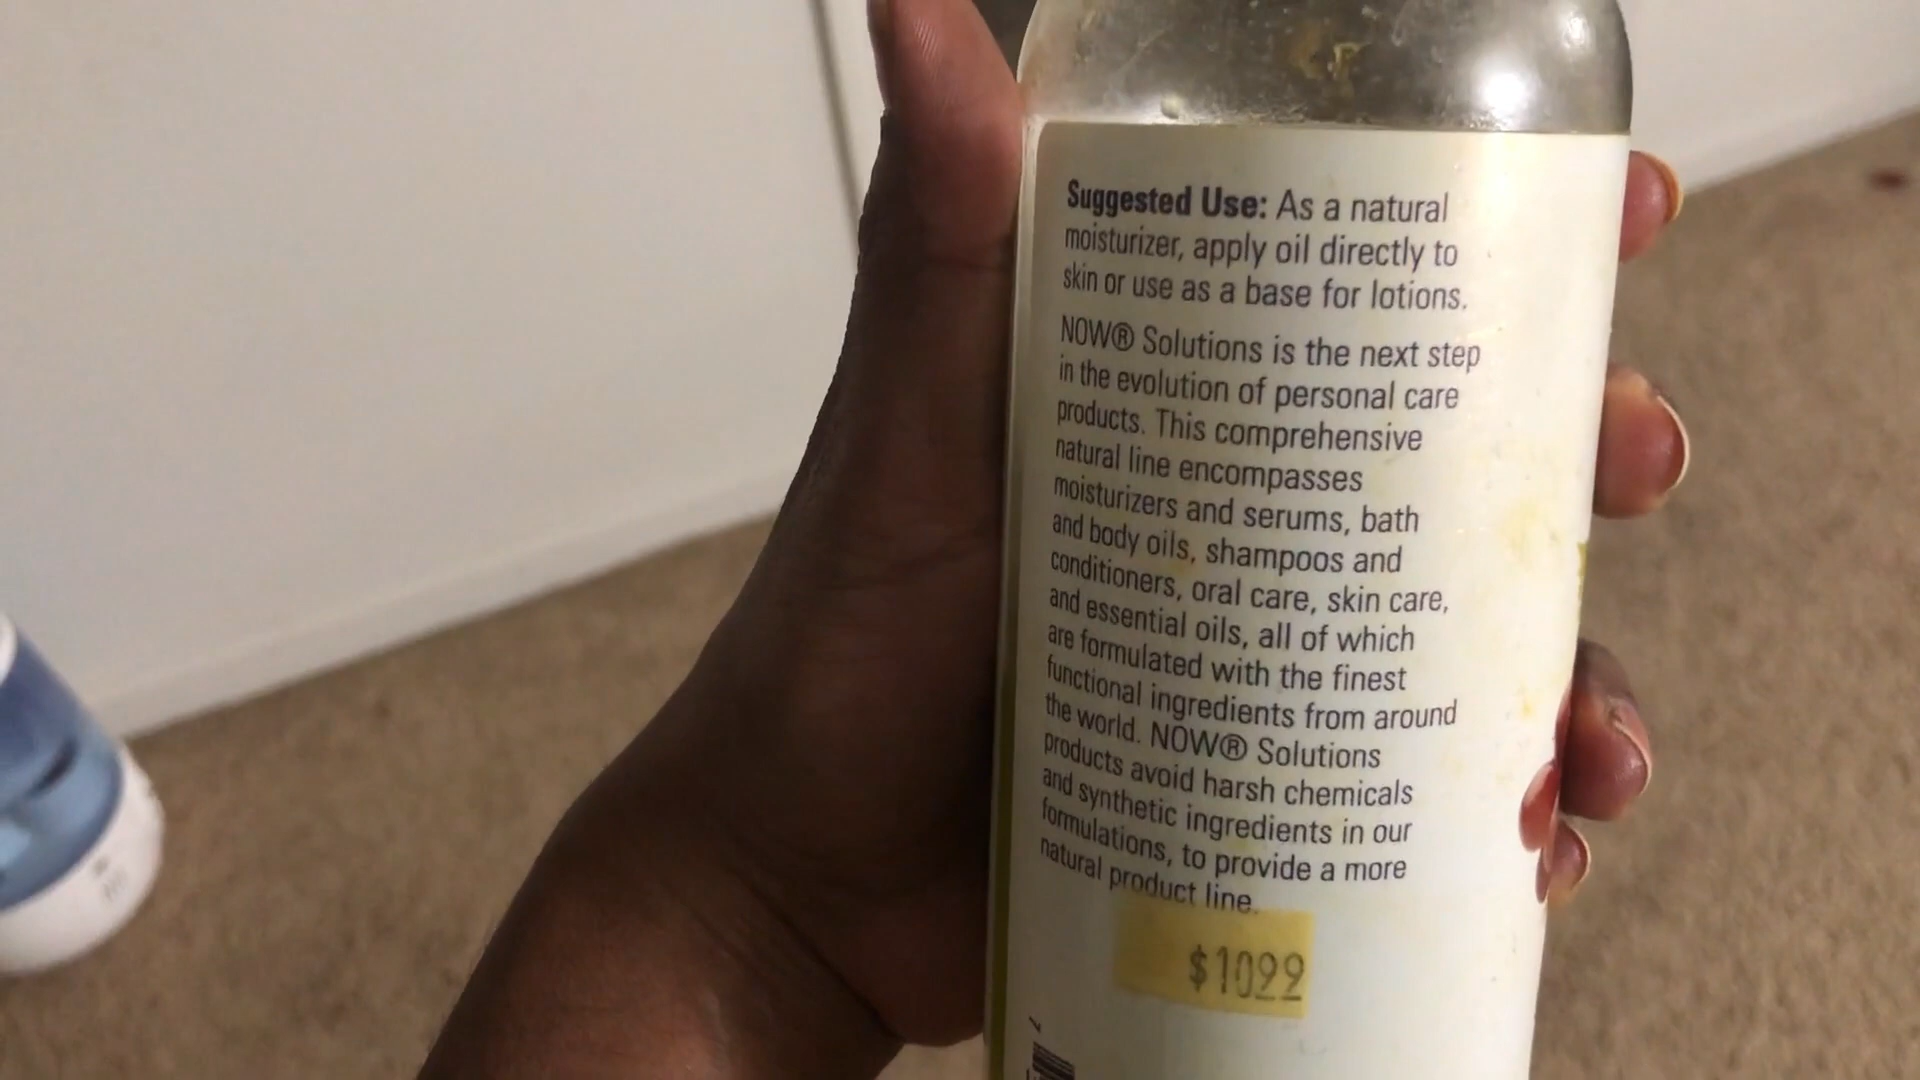 Suggested Use: As a natural
moisturizer, apply oil directly to
skin or use as a base for lotions.
NOW® Solutions is the next step
in the evolution of personal care
products. This comprehensive
natural line encompasses
moisturizers and serums, bath
and body oils, shampoos and
conditioners, oral care, skin care,
and essential oils, all of which
are formulated with the finest
functional ingredients from around
the world. NOW® Solutions
products avoid harsh chemicals
and synthetic ingredients in our
formulations, to provide a more
natural product line.
$1099
7